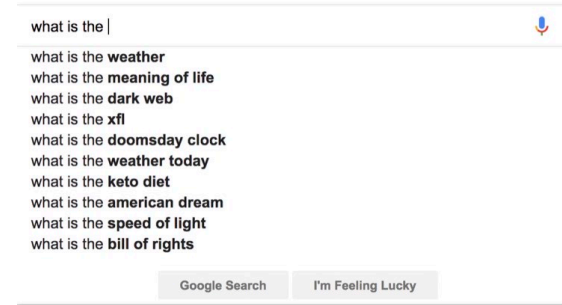 what is the
what is the weather
what is the meaning of life
what is the dark web
what is the xfl
what is the doomsday clock
what is the weather today
what is the keto diet
what is the american dream
what is the speed of light
what is the bill of rights
Google Search I'm Feeling Lucky